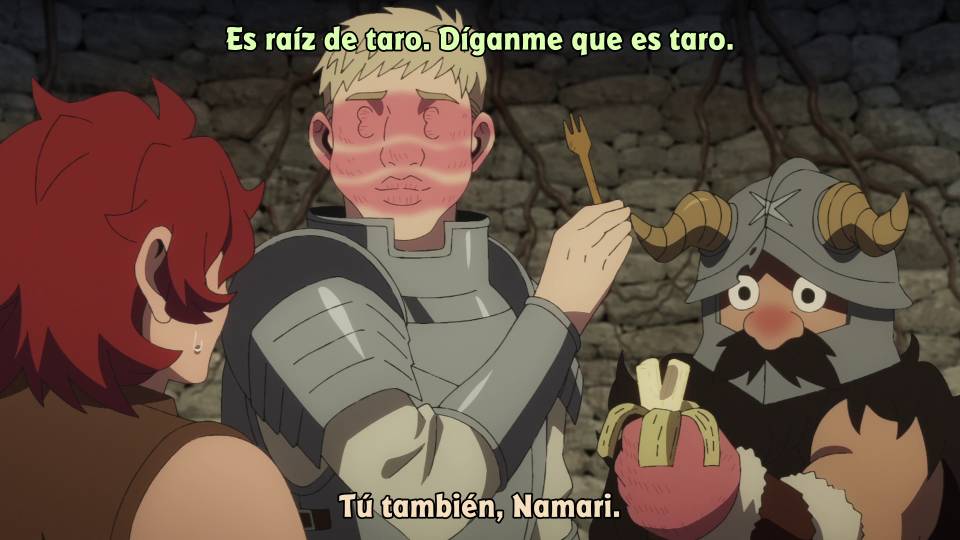 Es raíz de taro. Díganme que es taro.
Tú también, Namari.